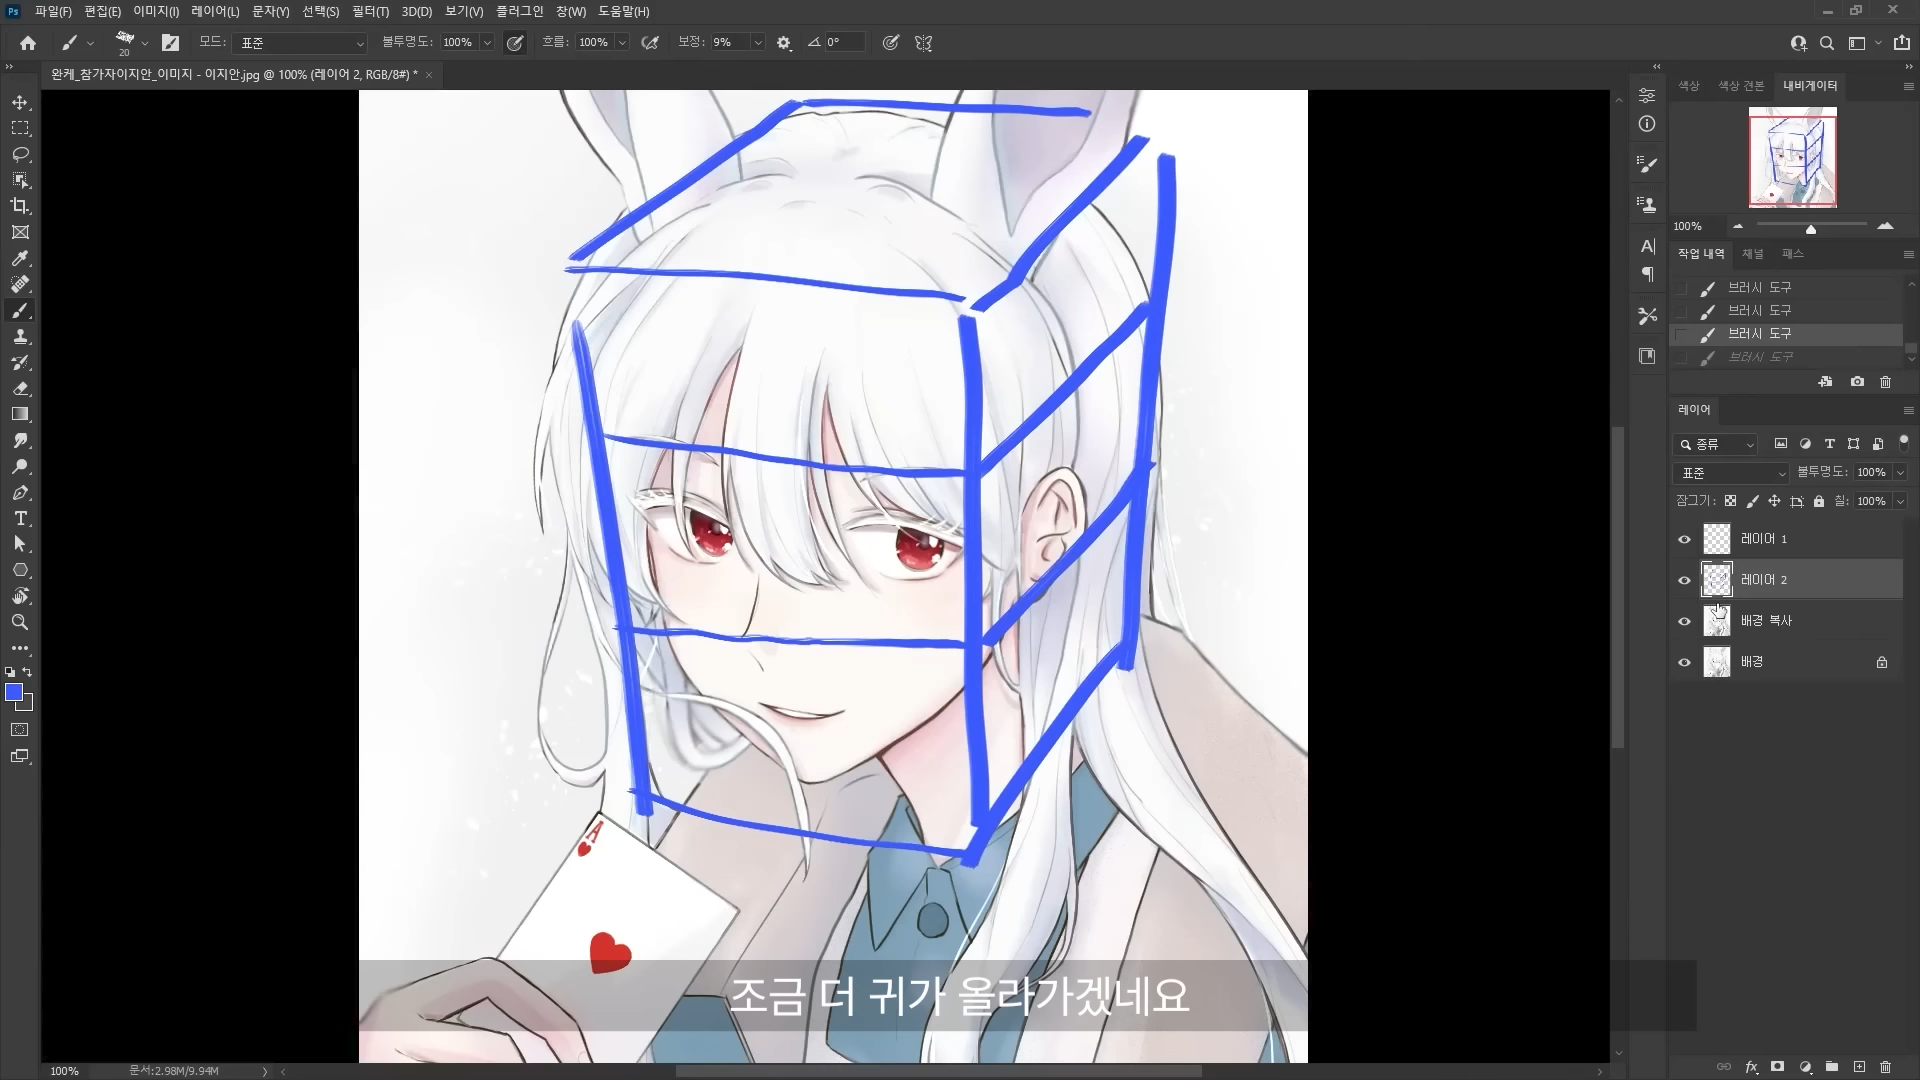 Ps 파일(F) 편집(E) 이미지(I) 레이어(L) 문자(Y) 선택(S) 필터(T) 3D(D) 보기(V) 플러그인 창(W) 도움말(H)
20 모드: 표준 불투명도: 100% 흐름: 100% 보정: 9% 0°
완케_참가자이지안_이미지 - 이지안.jpg @ 100% (레이어 2, RGB/8#) *
색상 색상 견본 내비게이터
100%
작업 내역 채널 패스
브러시 도구
브러시 도구
브러시 도구
브러시 도구
레이어
종류
표준 불투명도: 100%
잠그기: 칠: 100%
레이어 1
레이어 2
배경 복사
배경
A
조금 더 귀가 올라가겠네요
100% 문서:2.98M/9.94M
fx